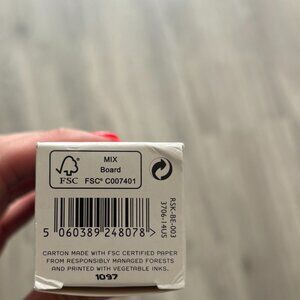 MIX
Board
FSC
FSC® C007401
RSK-BE-003
3706-14US
5 060389 248078 >
CARTON MADE WITH FSC CERTIFIED PAPER
FROM RESPONSIBLY MANAGED FORESTS
AND PRINTED WITH VEGETABLE INKS.
1097